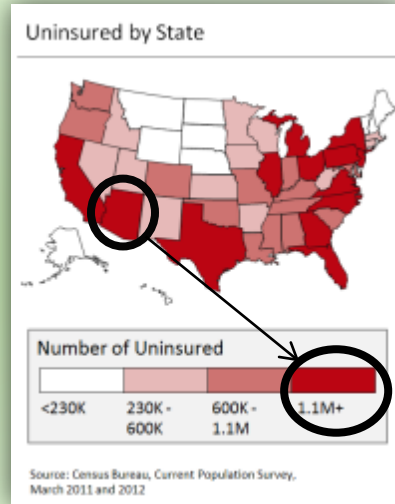 Uninsured by State
Number of Uninsured
<230K 230K - 600K - 1.1M+
600K 1.1M
Source: Census Bureau, Current Population Survey,
March 2011 and 2012